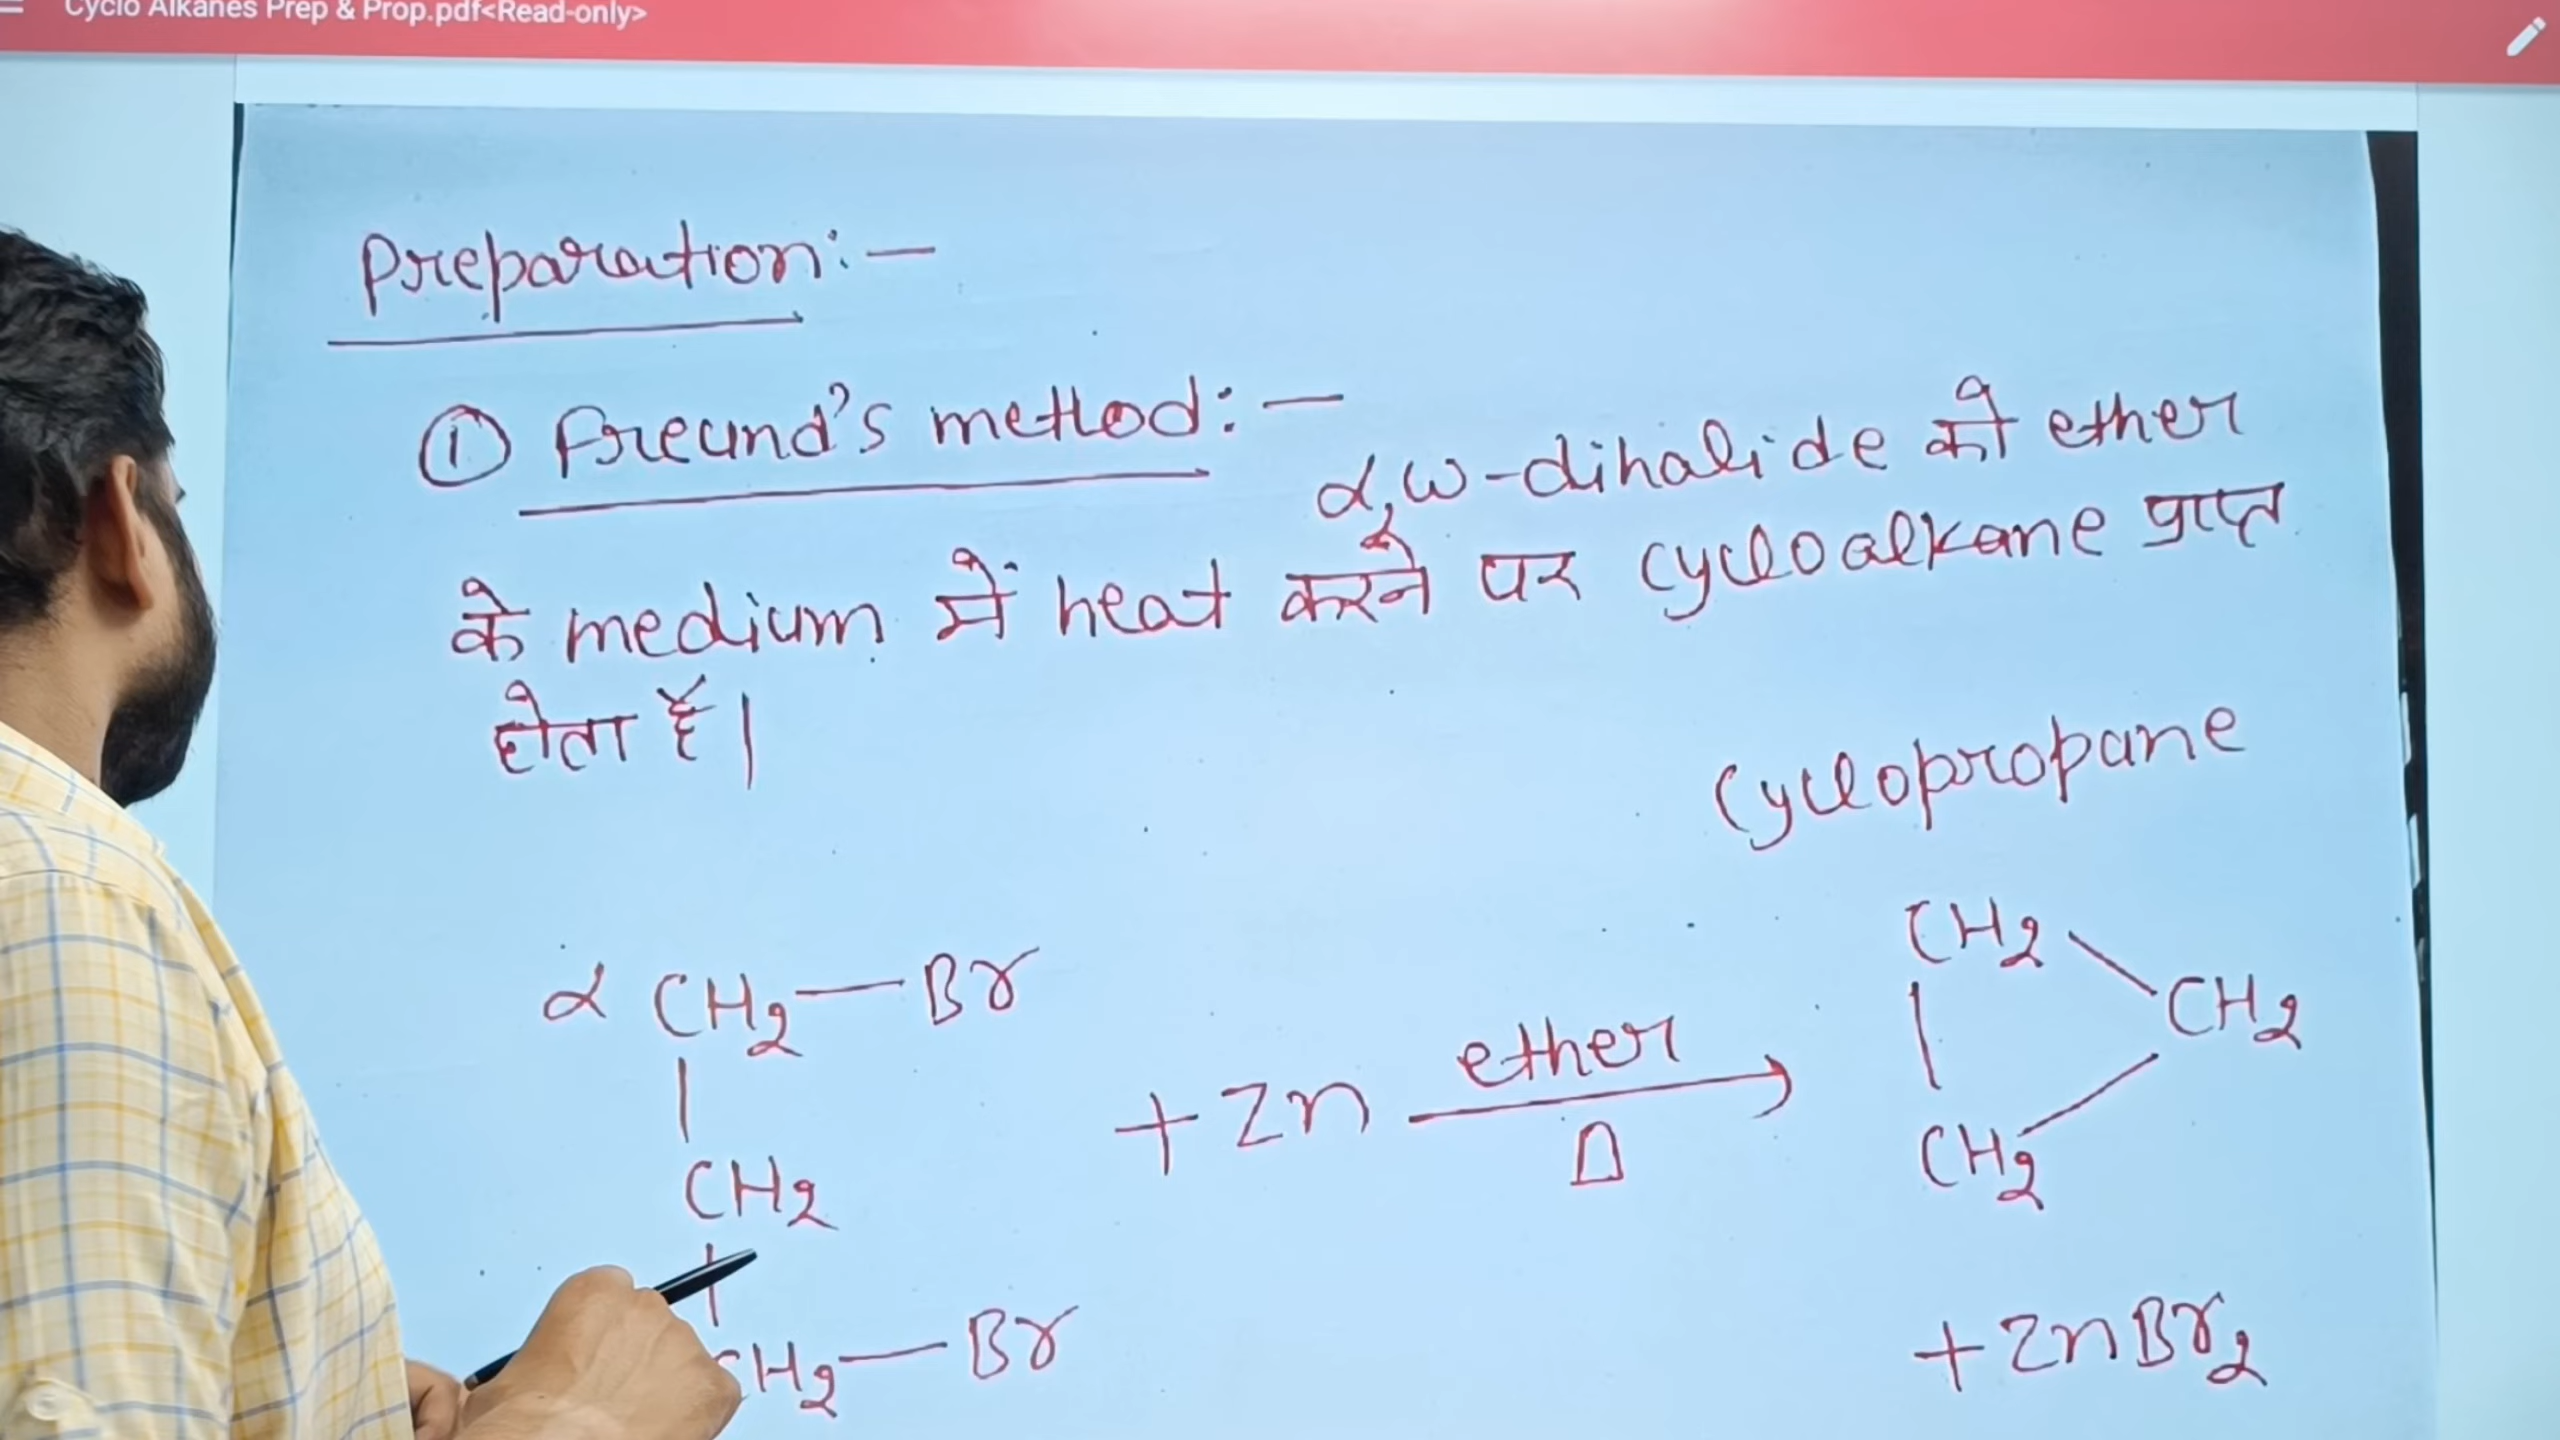 Cyclo Alkanes Prep & Prop.pdf<Read-only>
Preparation:-
① Freund's method:-
α,ω-dihalide को ether
के medium में heat करने पर cycloalkane प्राप्त
होता है|
Cyclopropane
α CH2-Br
CH2
CH2-Br
+ Zn
ether
Δ
CH2
CH2
CH2
+ ZnBr2